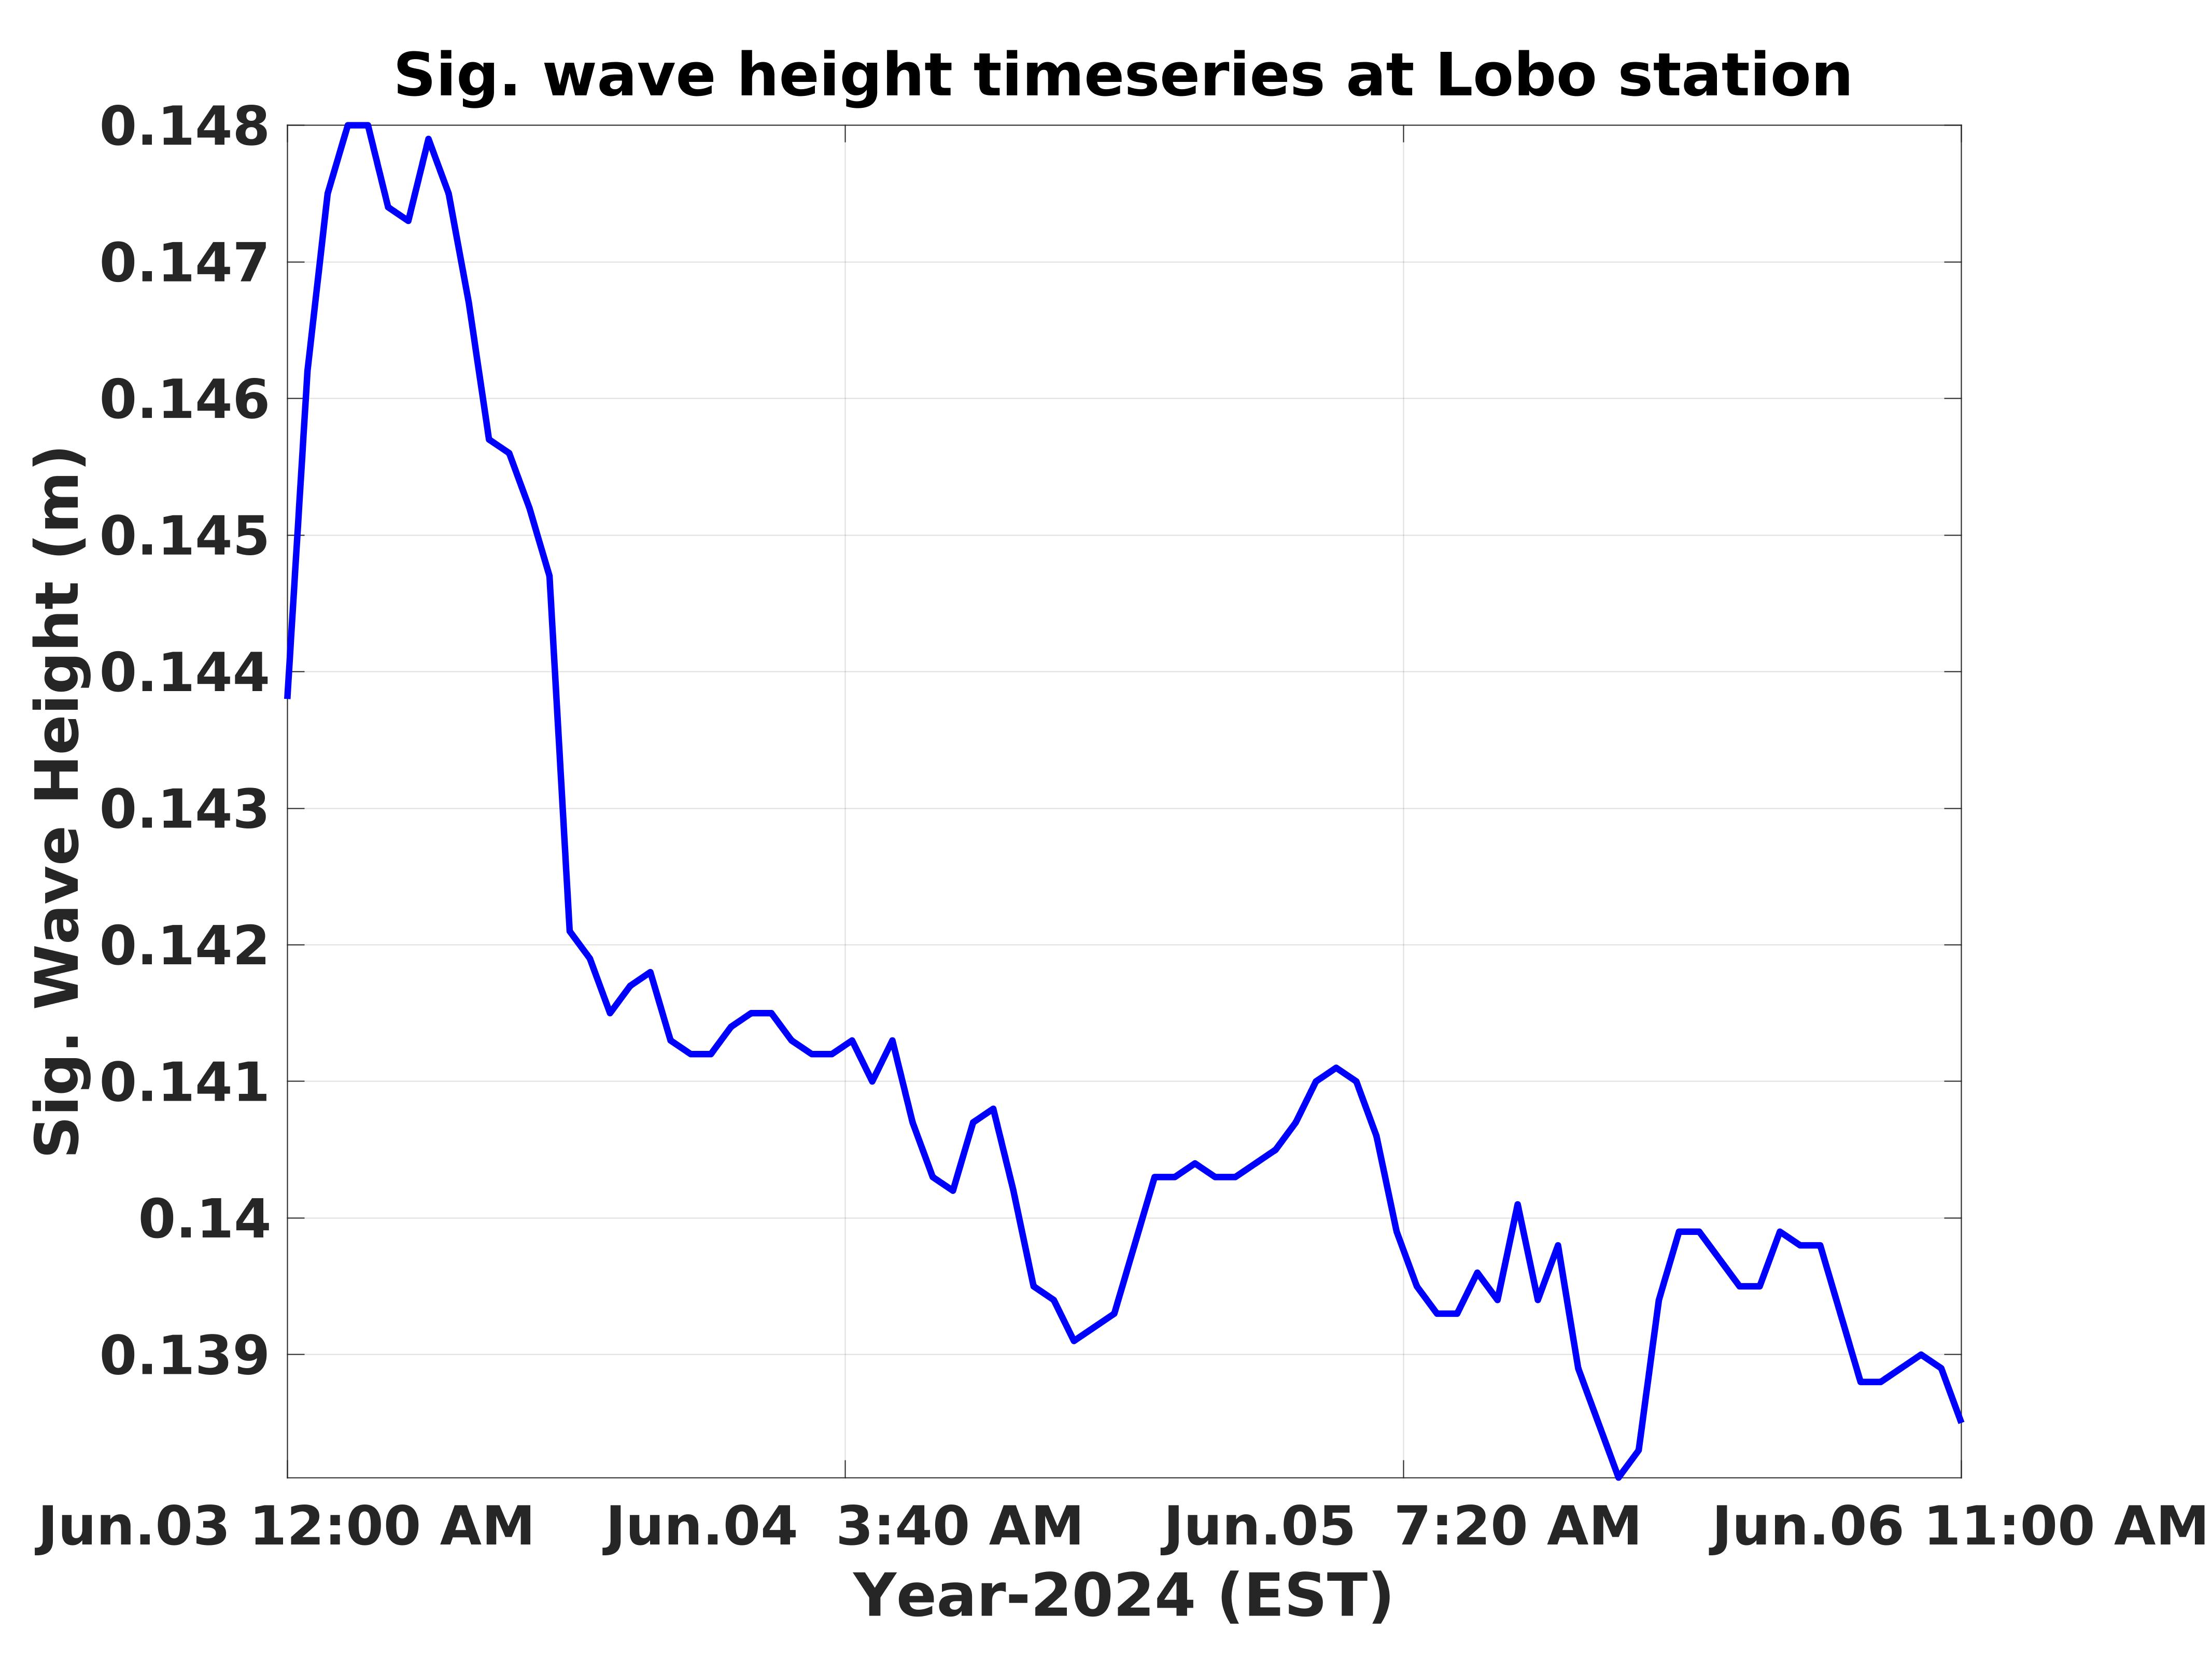 Sig. wave height timeseries at Lobo station
0.148
0.147
0.146
0.145
0.144
0.143
0.142
0.141
0.14
0.139
Sig. Wave Height (m)
Jun.03 12:00 AM Jun.04 3:40 AM Jun.05 7:20 AM Jun.06 11:00 AM
Year-2024 (EST)